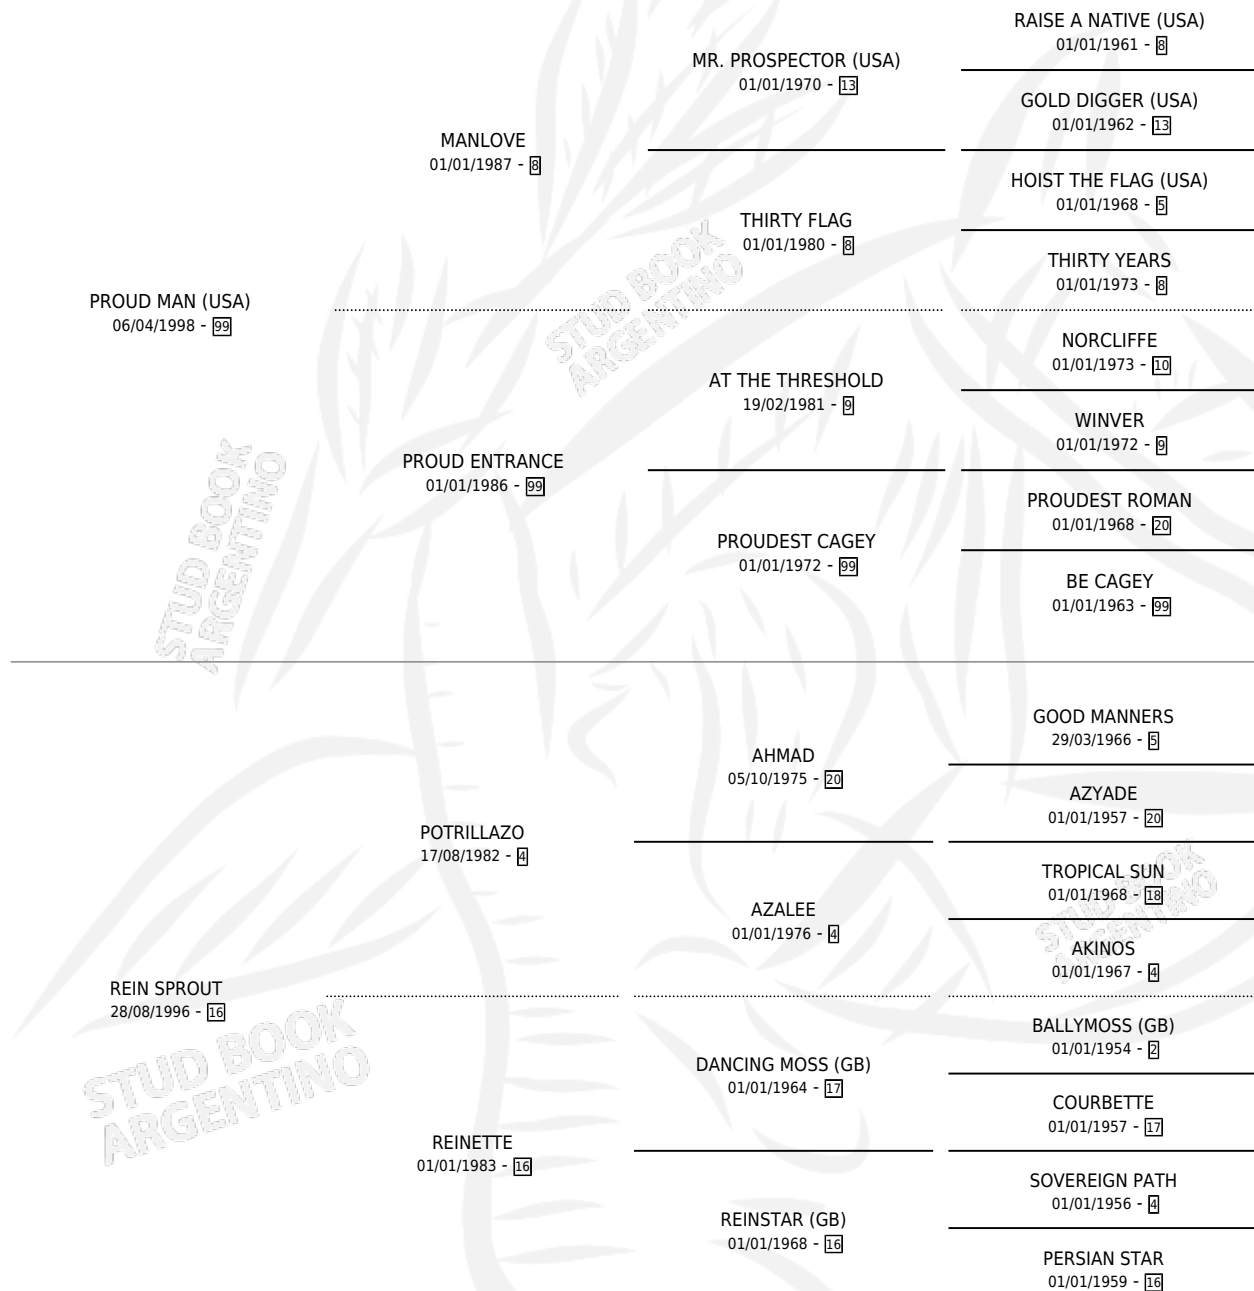 RAISE A NATIVE (USA)
01/01/1961 - 8
MR. PROSPECTOR (USA)
01/01/1970 - 13
GOLD DIGGER (USA)
01/01/1962 - 13
MANLOVE
01/01/1987 - 8
HOIST THE FLAG (USA)
01/01/1968 - 5
THIRTY FLAG
01/01/1980 - 8
THIRTY YEARS
01/01/1973 - 8
PROUD MAN (USA)
06/04/1998 - 99
NORCLIFFE
01/01/1973 - 10
AT THE THRESHOLD
19/02/1981 - 9
WINVER
01/01/1972 - 9
PROUD ENTRANCE
01/01/1986 - 99
PROUDEST ROMAN
01/01/1968 - 20
PROUDEST CAGEY
01/01/1972 - 99
BE CAGEY
01/01/1963 - 99
GOOD MANNERS
29/03/1966 - 5
AHMAD
05/10/1975 - 20
AZYADE
01/01/1957 - 20
POTRILLAZO
17/08/1982 - 4
TROPICAL SUN
01/01/1968 - 18
AZALEE
01/01/1976 - 4
AKINOS
01/01/1967 - 4
REIN SPROUT
28/08/1996 - 16
BALLYMOSS (GB)
01/01/1954 - 2
DANCING MOSS (GB)
01/01/1964 - 17
COURBETTE
01/01/1957 - 17
REINETTE
01/01/1983 - 16
SOVEREIGN PATH
01/01/1956 - 4
REINSTAR (GB)
01/01/1968 - 16
PERSIAN STAR
01/01/1959 - 16
STUD BOOK
ARGENTINO
STUD BOOK
ARGENTINO
STUD BOOK
ARGENTINO
STUD BOOK
ARGENTINO